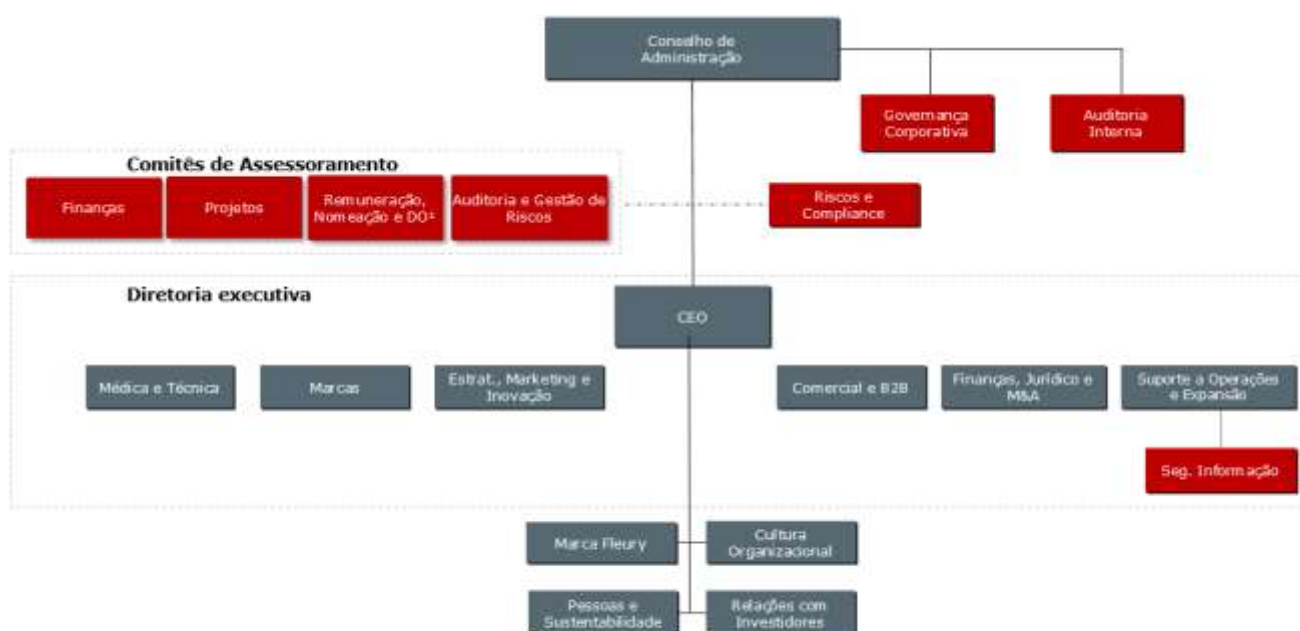 Conselho de
Administração
Governança
Corporativa
Auditoria
Interna
Comitês de Assessoramento
Finanças
Projetos
Remuneração,
Nomeação e DO¹
Auditoria e Gestão de
Riscos
Riscos e
Compliance
Diretoria executiva
CEO
Médica e Técnica
Marcas
Estrat., Marketing e
Inovação
Comercial e B2B
Finanças, Jurídico e
M&A
Suporte a Operações
e Expansão
Seg. Informação
Marca Fleury
Cultura
Organizacional
Pessoas e
Sustentabilidade
Relações com
Investidores